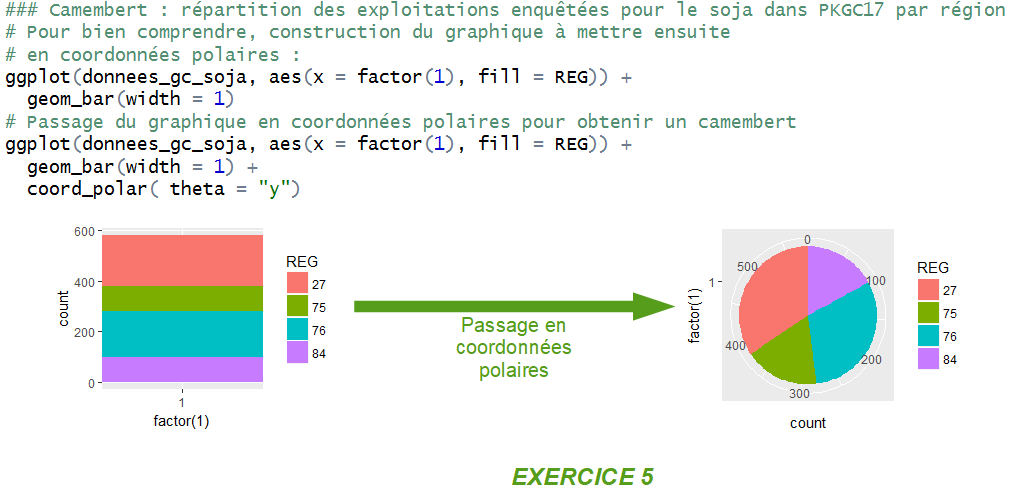 ### Camembert : répartition des exploitations enquêtées pour le soja dans PKGC17 par région
# Pour bien comprendre, construction du graphique à mettre ensuite
# en coordonnées polaires :
ggplot(donnees_gc_soja, aes(x = factor(1), fill = REG)) +
  geom_bar(width = 1)
# Passage du graphique en coordonnées polaires pour obtenir un camembert
ggplot(donnees_gc_soja, aes(x = factor(1), fill = REG)) +
  geom_bar(width = 1) +
  coord_polar( theta = "y")
600
400
200
0
count
1
factor(1)
REG
27
75
76
84
Passage en
coordonnées
polaires
factor(1)
1
0
100
200
300
400
500
count
REG
27
75
76
84
EXERCICE 5